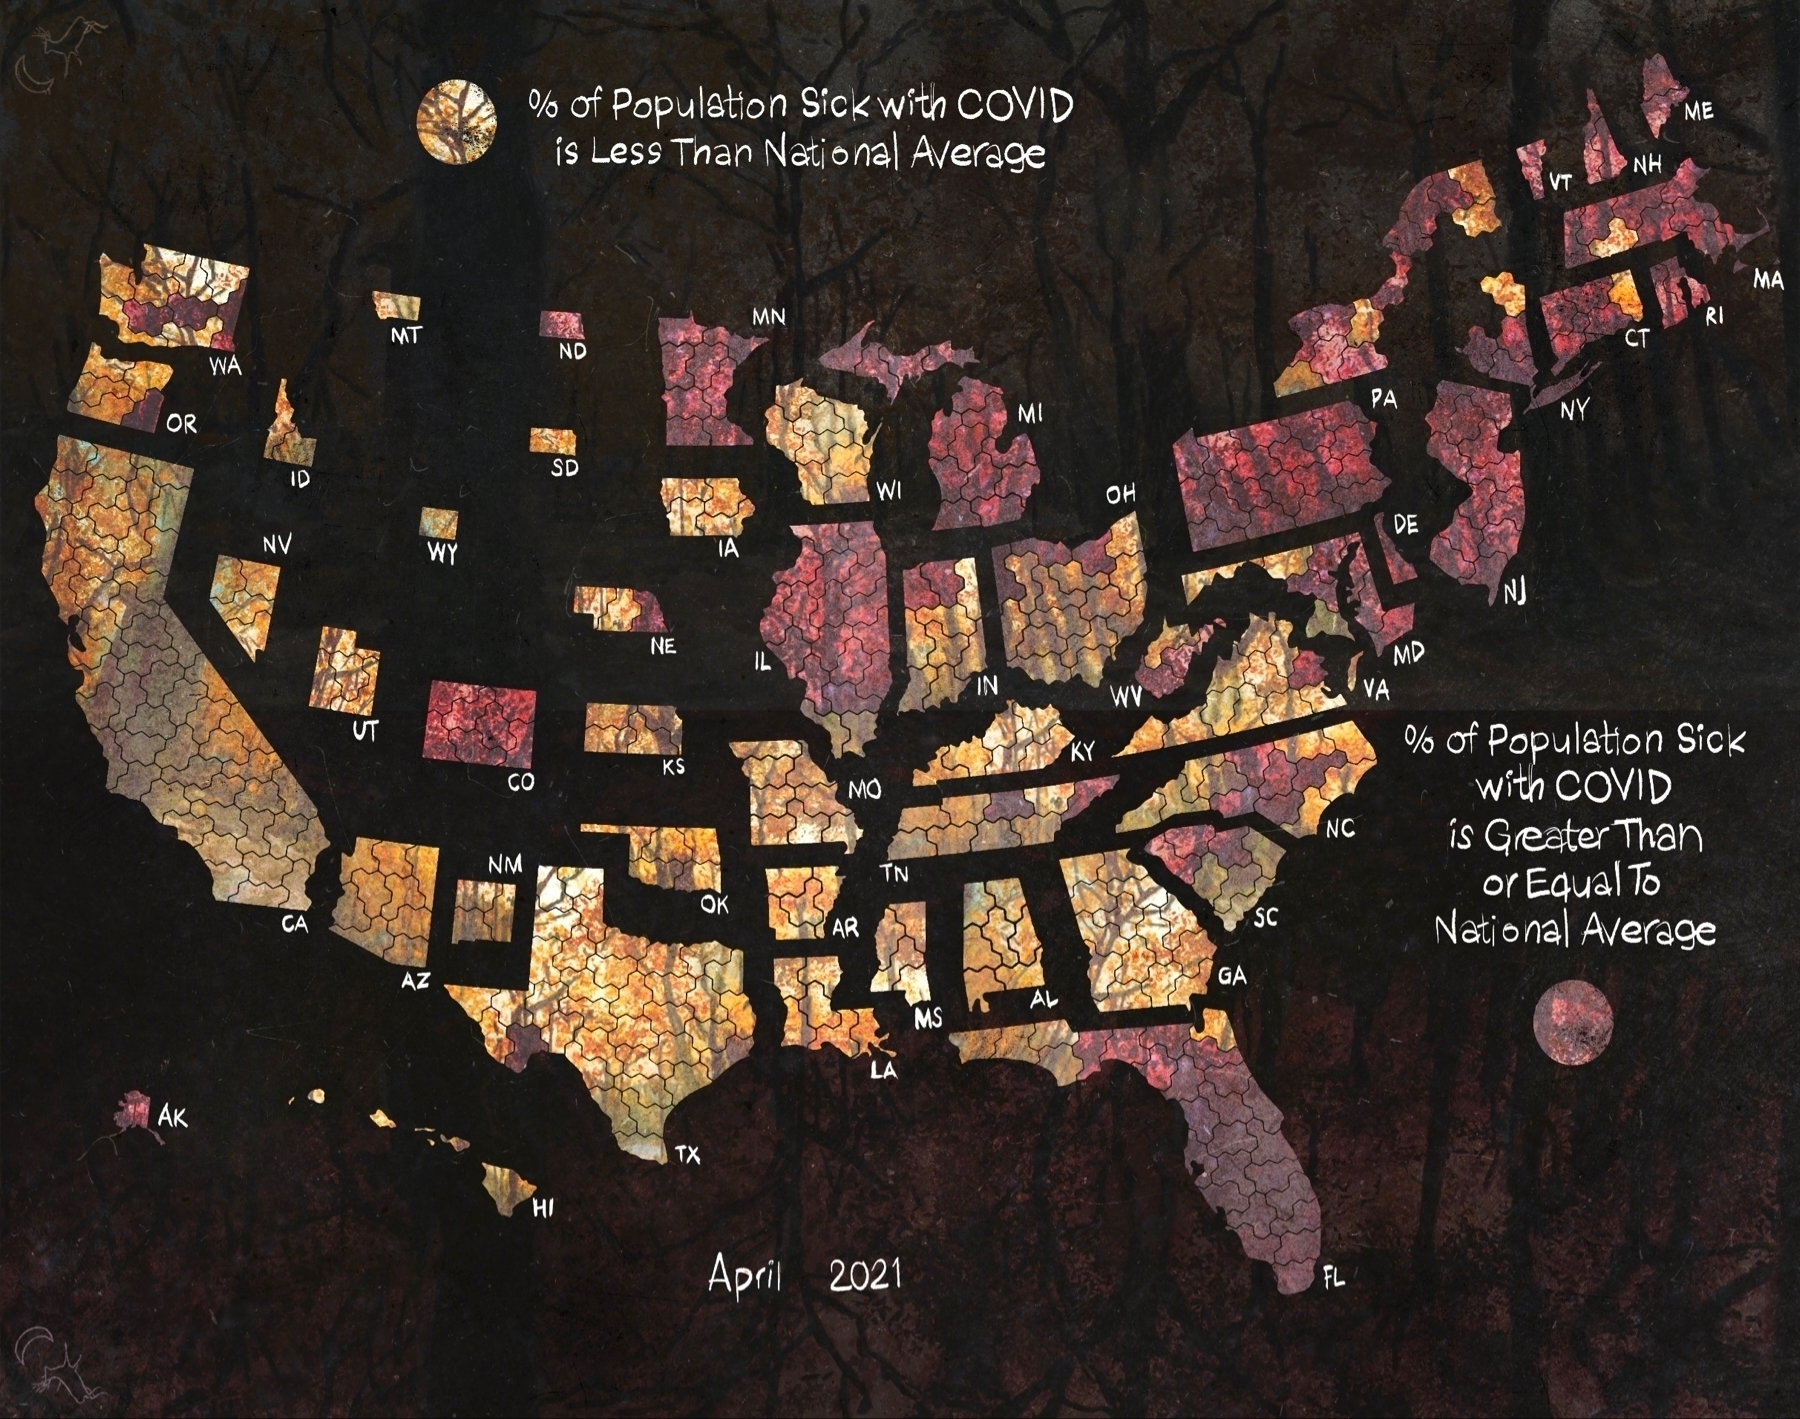 % of Population Sick with COVID
is Less Than National Average
ME
NH
VT
MA
RI
CT
NY
PA
MN
MT
ND
WA
OR
MI
ID
SD
WI
OH
DE
NV
WY
IA
NJ
NE
IL
IN
WV
MD
VA
UT
CO
KS
KY
MO
NC
TN
% of Population Sick
with COVID
is Greater Than
or Equal To
National Average
NM
OK
AR
SC
CA
AZ
GA
AL
MS
LA
AK
TX
HI
FL
April 2021